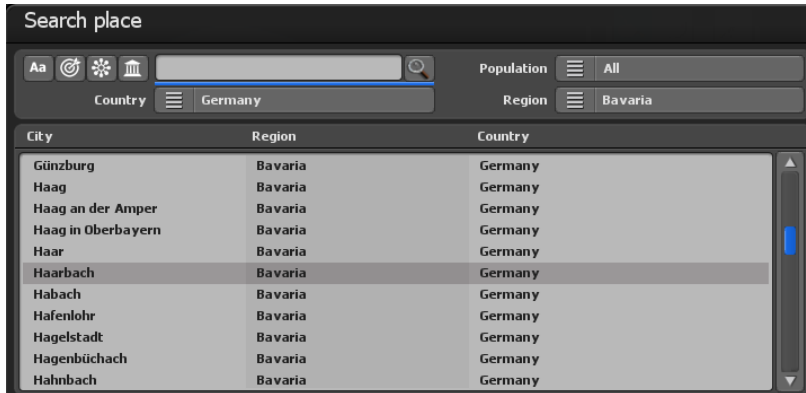 Search place
Aa Population All
Country Germany Region Bavaria
City Region Country
Günzburg Bavaria Germany
Haag Bavaria Germany
Haag an der Amper Bavaria Germany
Haag in Oberbayern Bavaria Germany
Haar Bavaria Germany
Haarbach Bavaria Germany
Habach Bavaria Germany
Hafenlohr Bavaria Germany
Hagelstadt Bavaria Germany
Hagenbüchach Bavaria Germany
Hahnbach Bavaria Germany